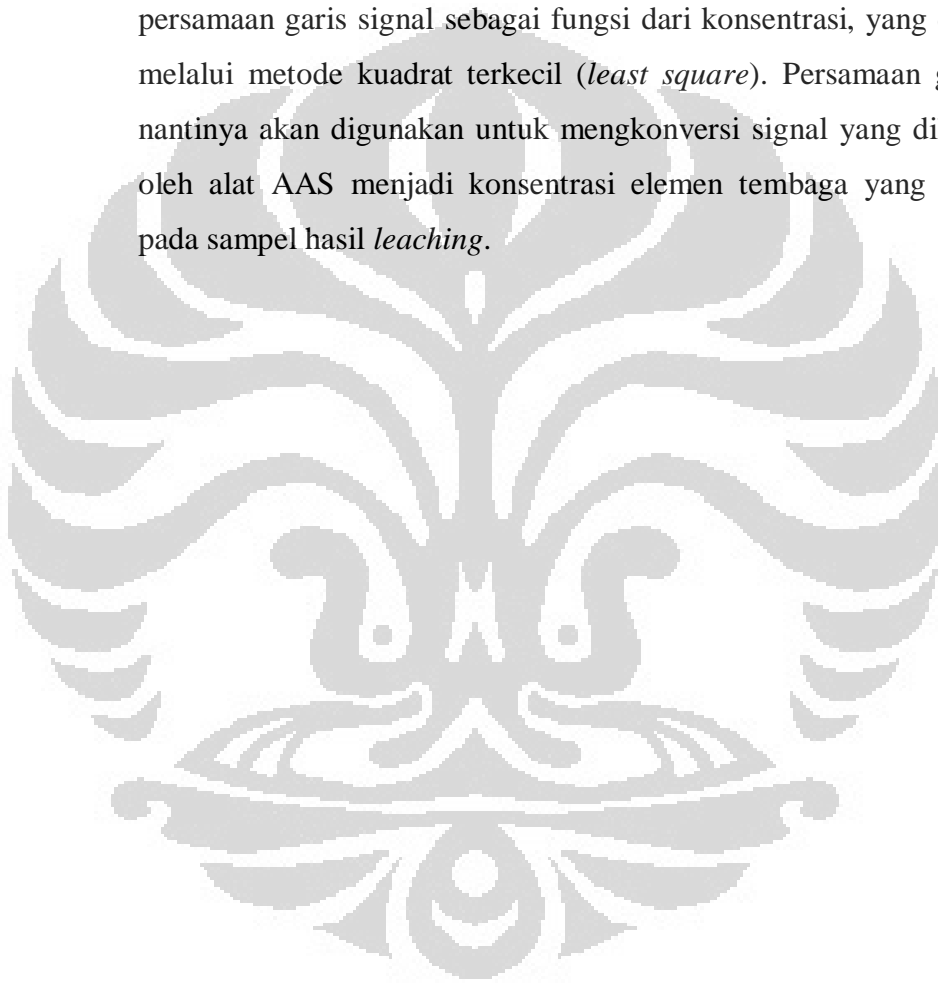 persamaan garis signal sebagai fungsi dari konsentrasi, yang
melalui metode kuadrat terkecil (least square). Persamaan
nantinya akan digunakan untuk mengkonversi signal yang di
oleh alat AAS menjadi konsentrasi elemen tembaga yang
pada sampel hasil leaching.